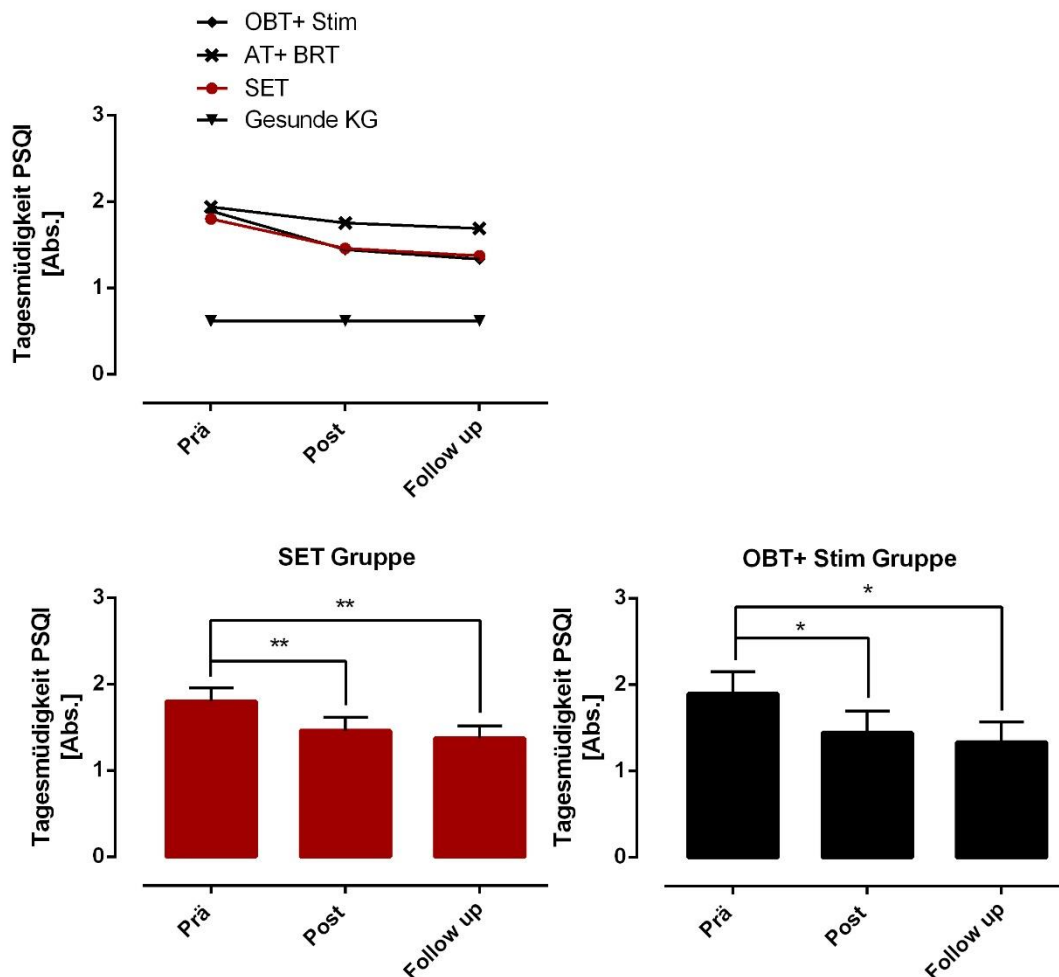 OBT+ Stim
AT+ BRT
SET
Gesunde KG
Tagesmüdigkeit PSQI
[Abs.]
3
2
1
0
Prä
Post
Follow up
SET Gruppe
Tagesmüdigkeit PSQI
[Abs.]
3
2
1
0
**
**
Prä
Post
Follow up
OBT+ Stim Gruppe
Tagesmüdigkeit PSQI
[Abs.]
3
2
1
0
*
*
Prä
Post
Follow up